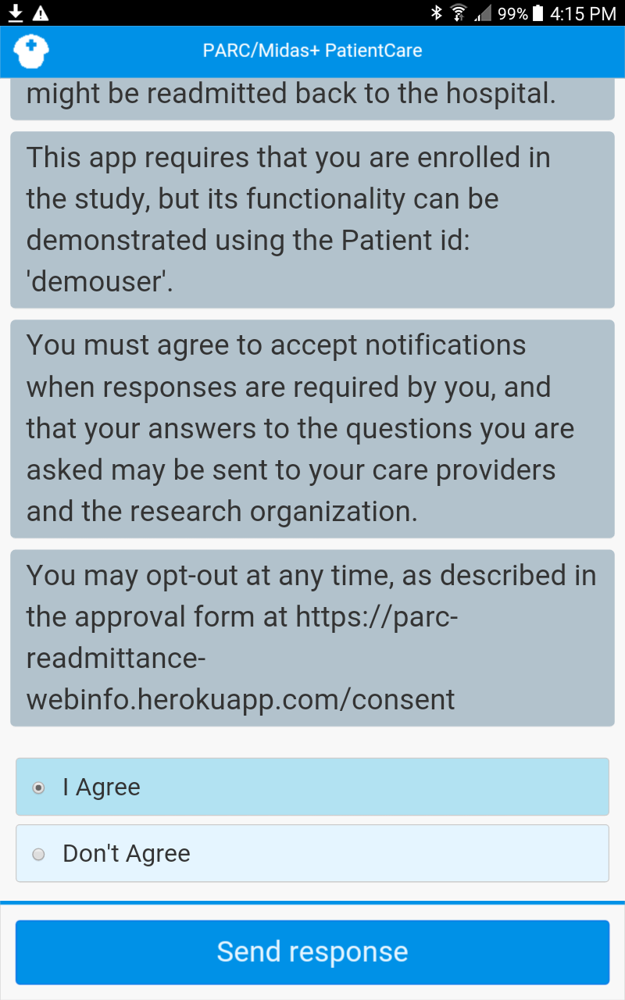 99% 4:15 PM
PARC/Midas+ PatientCare
might be readmitted back to the hospital.
This app requires that you are enrolled in
the study, but its functionality can be
demonstrated using the Patient id:
'demouser'.
You must agree to accept notifications
when responses are required by you, and
that your answers to the questions you are
asked may be sent to your care providers
and the research organization.
You may opt-out at any time, as described in
the approval form at https://parc-
readmittance-
webinfo.herokuapp.com/consent
I Agree
Don't Agree
Send response